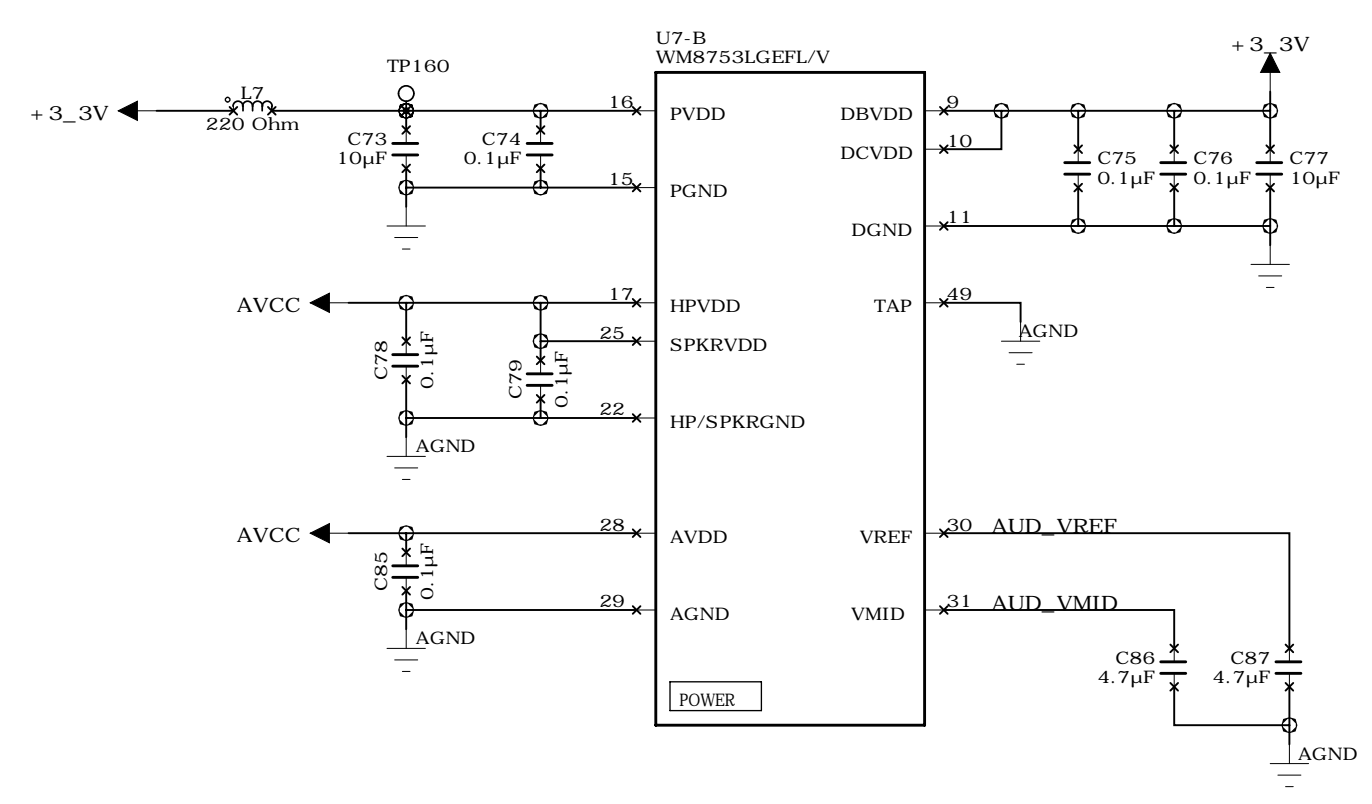 U7-B
WM8753LGEFL/V
+3_3V
TP160
L7
+3_3V
220 Ohm
16
PVDD
DBVDD
9
C73
10µF
C74
0.1µF
DCVDD
10
C75
0.1µF
C76
0.1µF
C77
10µF
15
PGND
DGND
11
AVCC
17
HPVDD
TAP
49
AGND
25
SPKRVDD
C78
0.1µF
C79
0.1µF
22
HP/SPKRGND
AGND
AVCC
28
AVDD
VREF
30
AUD_VREF
C85
0.1µF
29
AGND
VMID
31
AUD_VMID
AGND
C86
4.7µF
C87
4.7µF
POWER
AGND